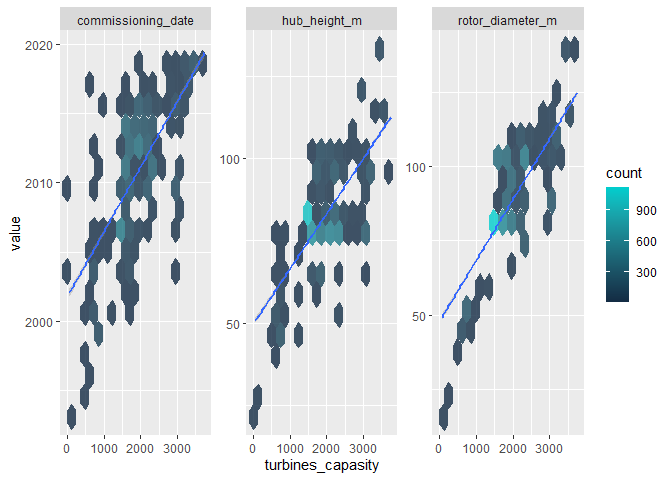 commissioning_date
hub_height_m
rotor_diameter_m
2020
2010
2000
100
50
100
50
value
0 1000 2000 3000
0 1000 2000 3000
0 1000 2000 3000
turbines_capasity
count
900
600
300